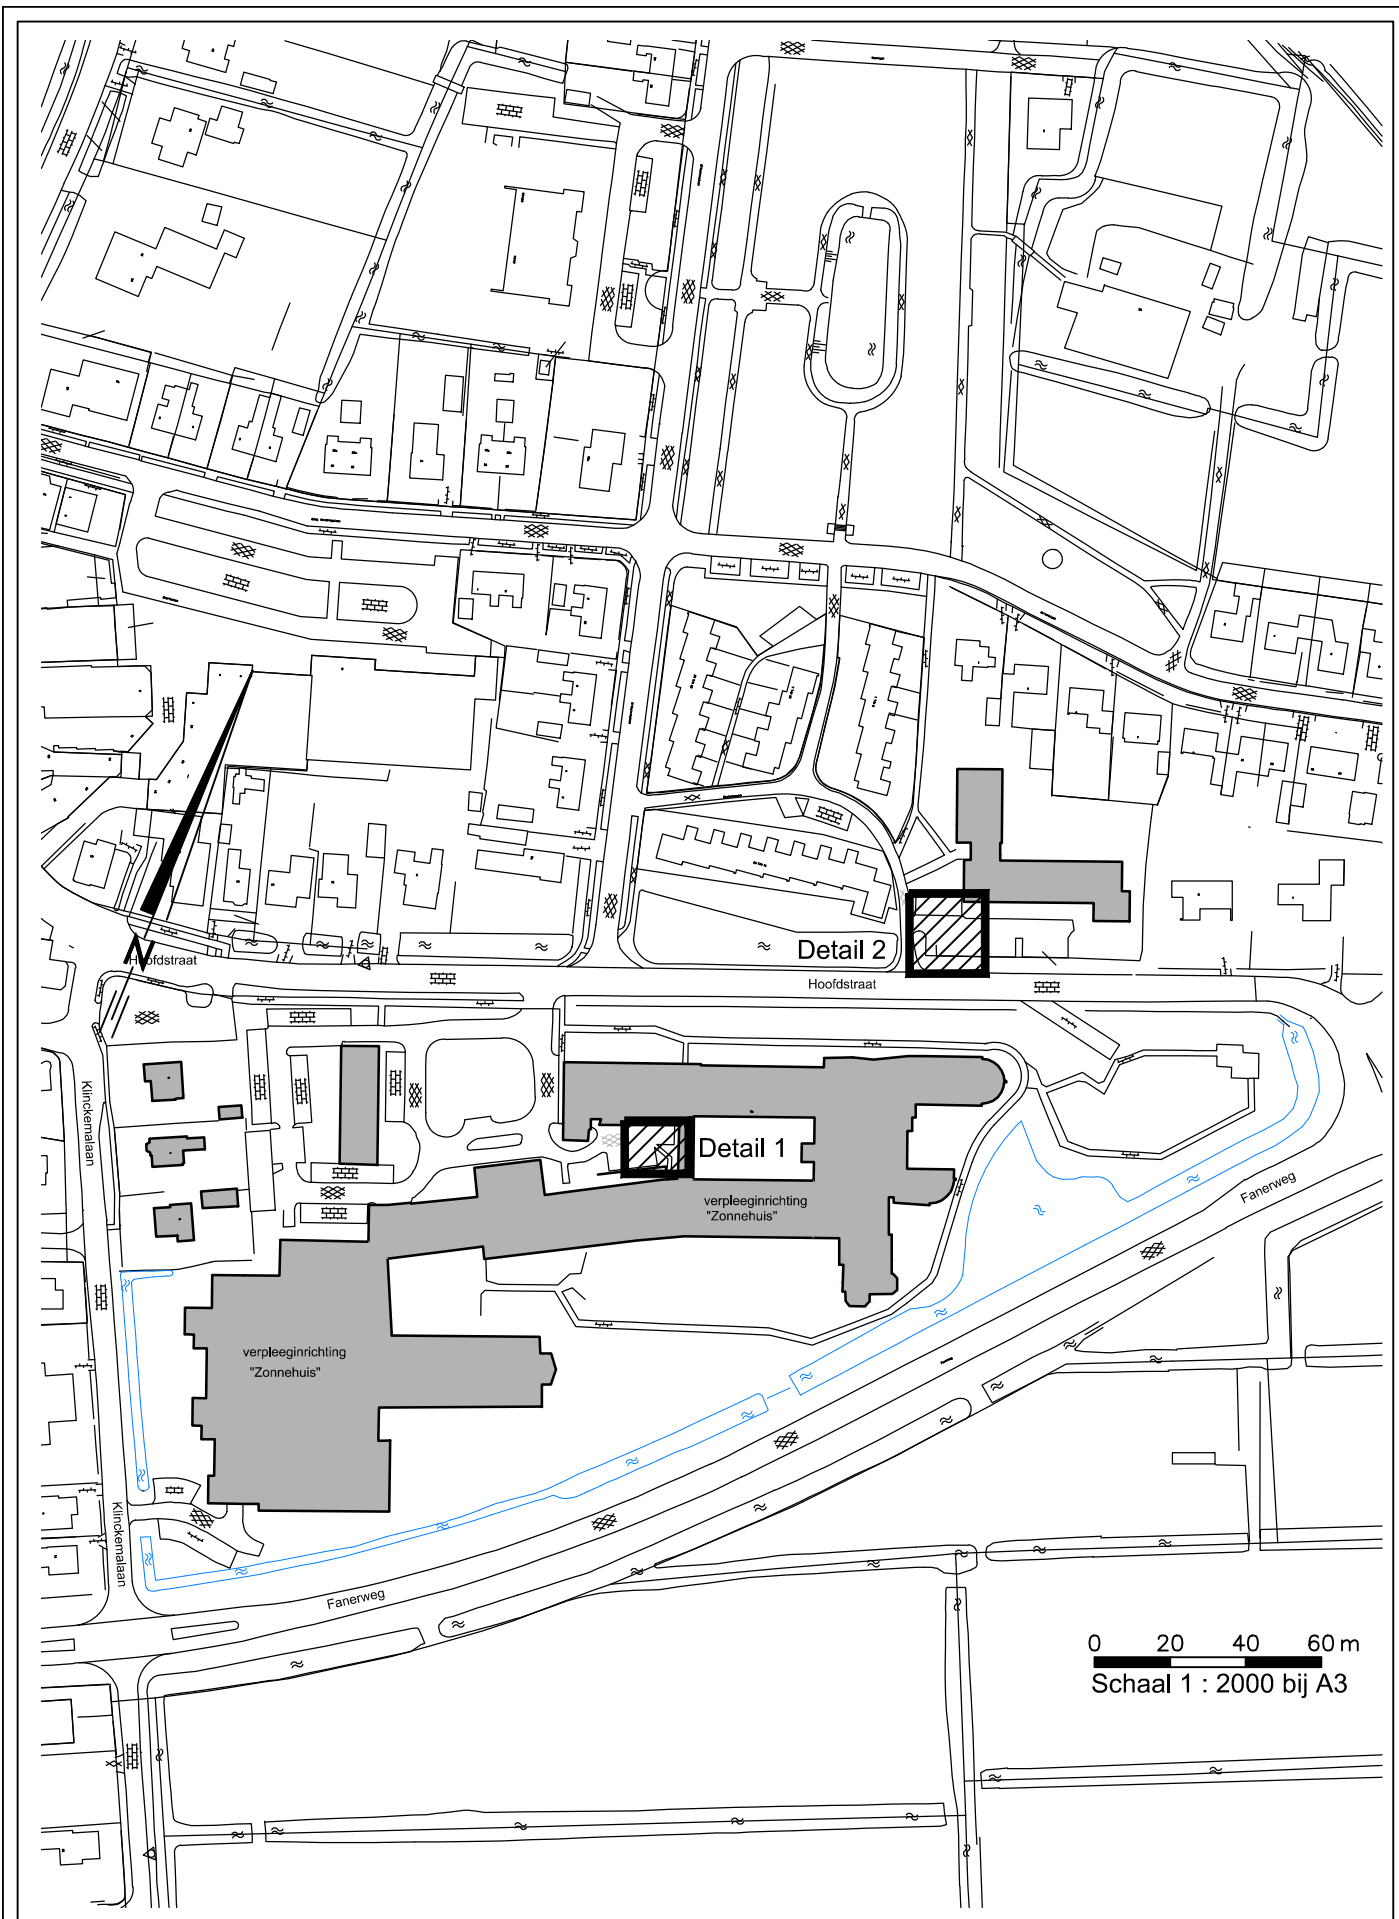 Detail 2
N
Hoofdstraat
Hoofdstraat
Klinckemalaan
Detail 1
verpleeginrichting
"Zonnehuis"
Fanerweg
verpleeginrichting
"Zonnehuis"
Klinckemalaan
Fanerweg
0 20 40 60 m
Schaal 1 : 2000 bij A3